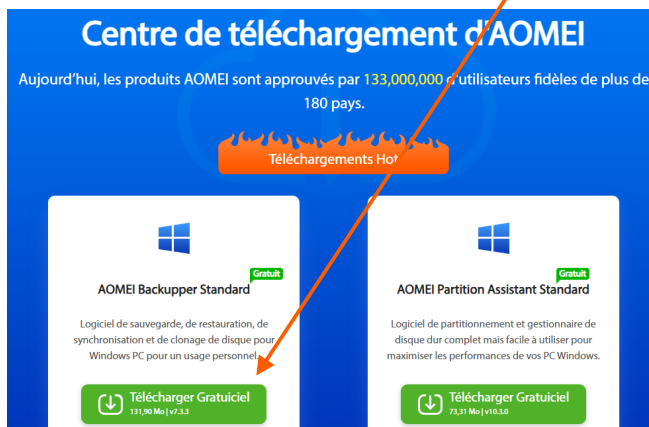 Centre de téléchargement d'AOMEI
Aujourd'hui, les produits AOMEI sont approuvés par 133,000,000 d'utilisateurs fidèles de plus de
180 pays.
Téléchargements Hot
Gratuit
AOMEI Backupper Standard
Logiciel de sauvegarde, de restauration, de
synchronisation et de clonage de disque pour
Windows PC pour un usage personnel.
Télécharger Gratuiciel
131,90 Mo | v7.3.3
Gratuit
AOMEI Partition Assistant Standard
Logiciel de partitionnement et gestionnaire de
disque dur complet mais facile à utiliser pour
maximiser les performances de vos PC Windows.
Télécharger Gratuiciel
73,31 Mo | v10.3.0